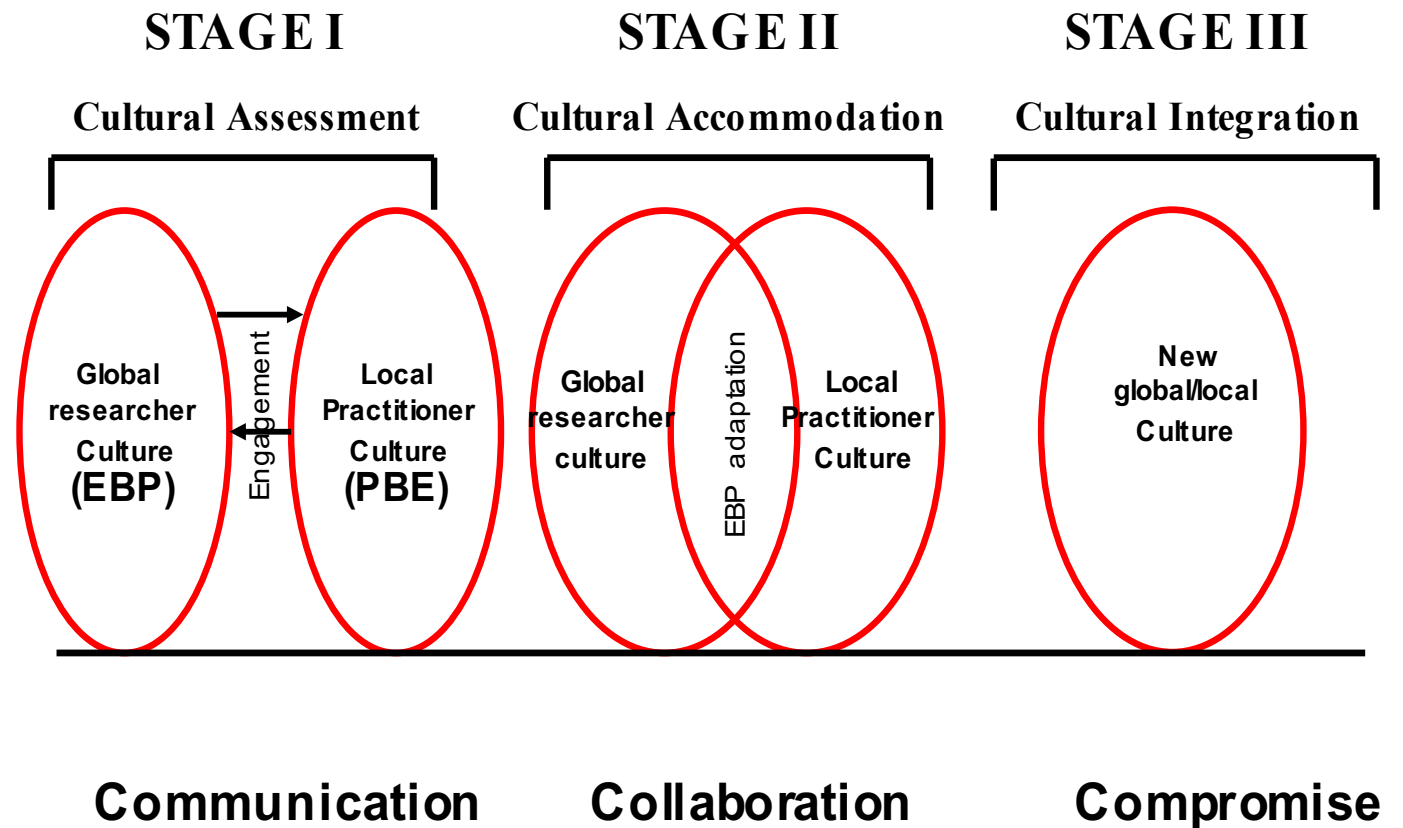 STAGE I
STAGE II
STAGE III
Cultural Assessment
Cultural Accommodation
Cultural Integration
Global
researcher
Culture
(EBP)
Engagement
Local
Practitioner
Culture
(PBE)
Global
researcher
culture
EBP adaptation
Local
Practitioner
Culture
New
global/local
Culture
Communication
Collaboration
Compromise